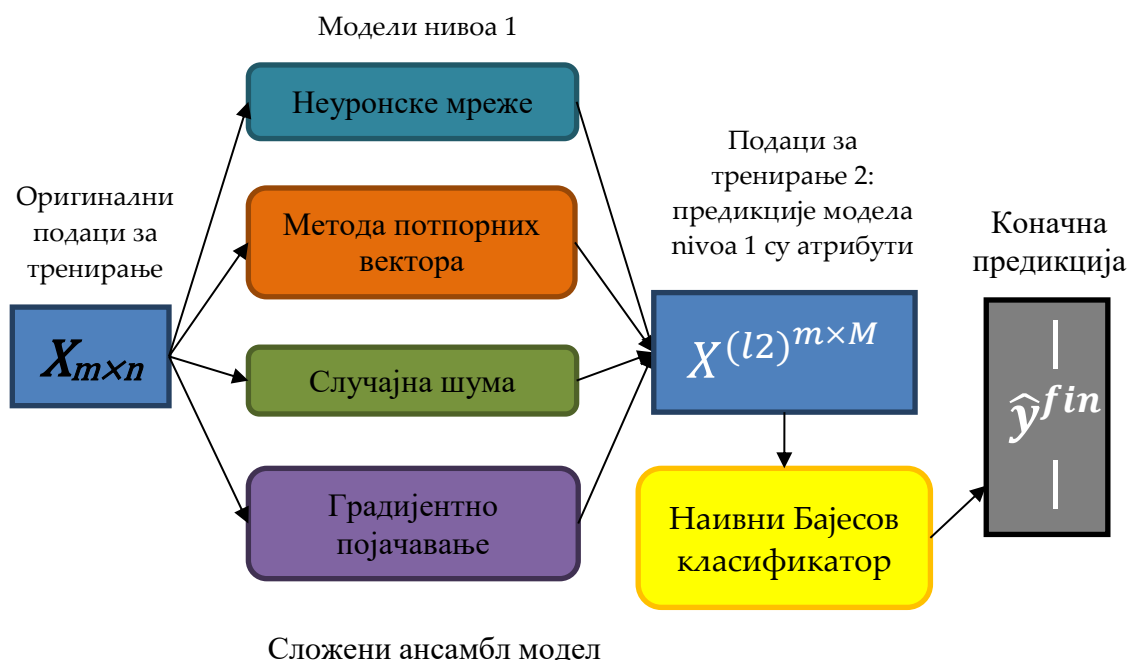 Модели нивоа 1
Неуронске мреже
Оригинални
подаци за
тренирање
X_{m×n}
Метода потпорних
вектора
Случајна шума
Градијентно
појачавање
Подаци за
тренирање 2:
предикције модела
nivoа 1 су атрибути
X^{(l2)^{m×M}}
Наивни Бајесов
класификатор
Коначна
предикција
ŷ^{fin}
Сложени ансамбл модел